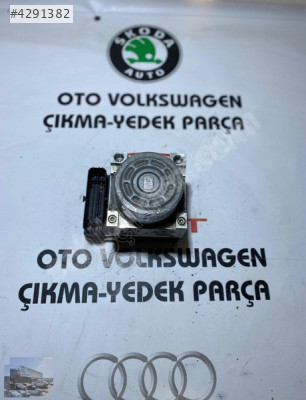 #4291382
ŠKODA
AUTO
OTO VOLKSWAGEN
ÇIKMA-YEDEK PARÇA
OTO VOLKSWAGEN
ÇIKMA-YEDEK PARÇA